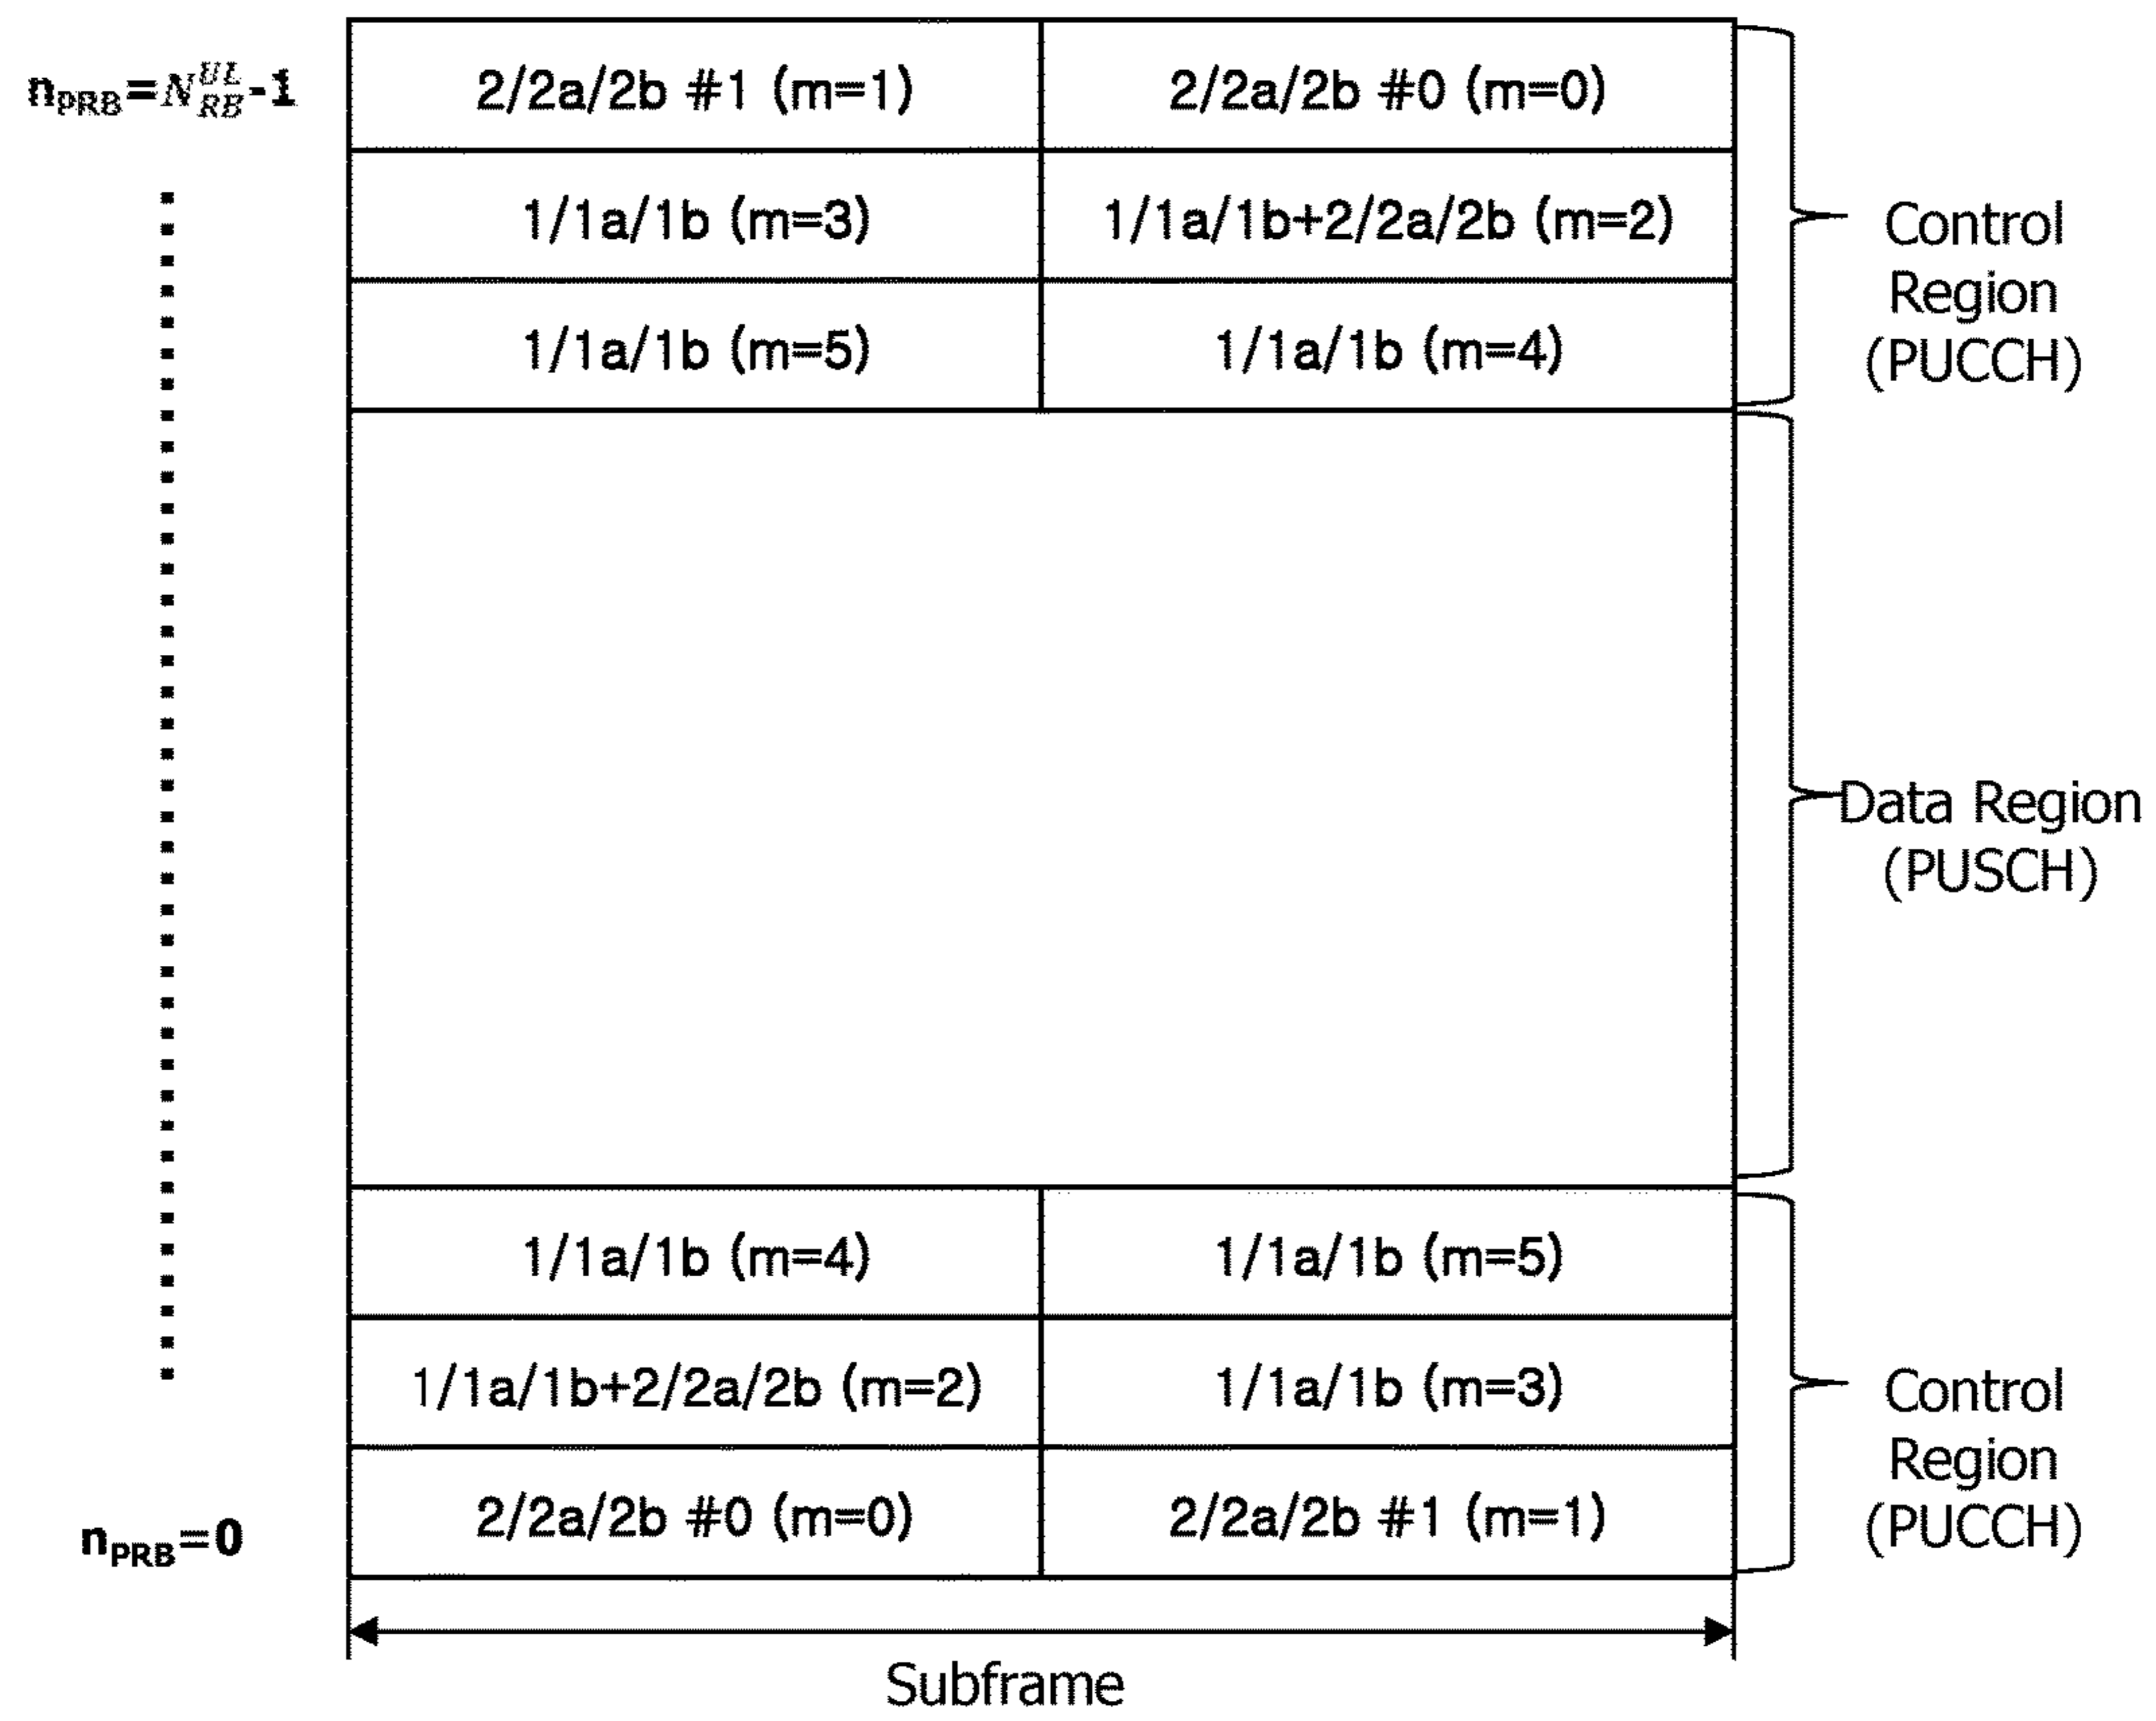 n_PRB=N_RB^UL-1
2/2a/2b #1 (m=1)
2/2a/2b #0 (m=0)
1/1a/1b (m=3)
1/1a/1b+2/2a/2b (m=2)
1/1a/1b (m=5)
1/1a/1b (m=4)
Control
Region
(PUCCH)
Data Region
(PUSCH)
1/1a/1b (m=4)
1/1a/1b (m=5)
1/1a/1b+2/2a/2b (m=2)
1/1a/1b (m=3)
2/2a/2b #0 (m=0)
2/2a/2b #1 (m=1)
Control
Region
(PUCCH)
n_PRB=0
Subframe